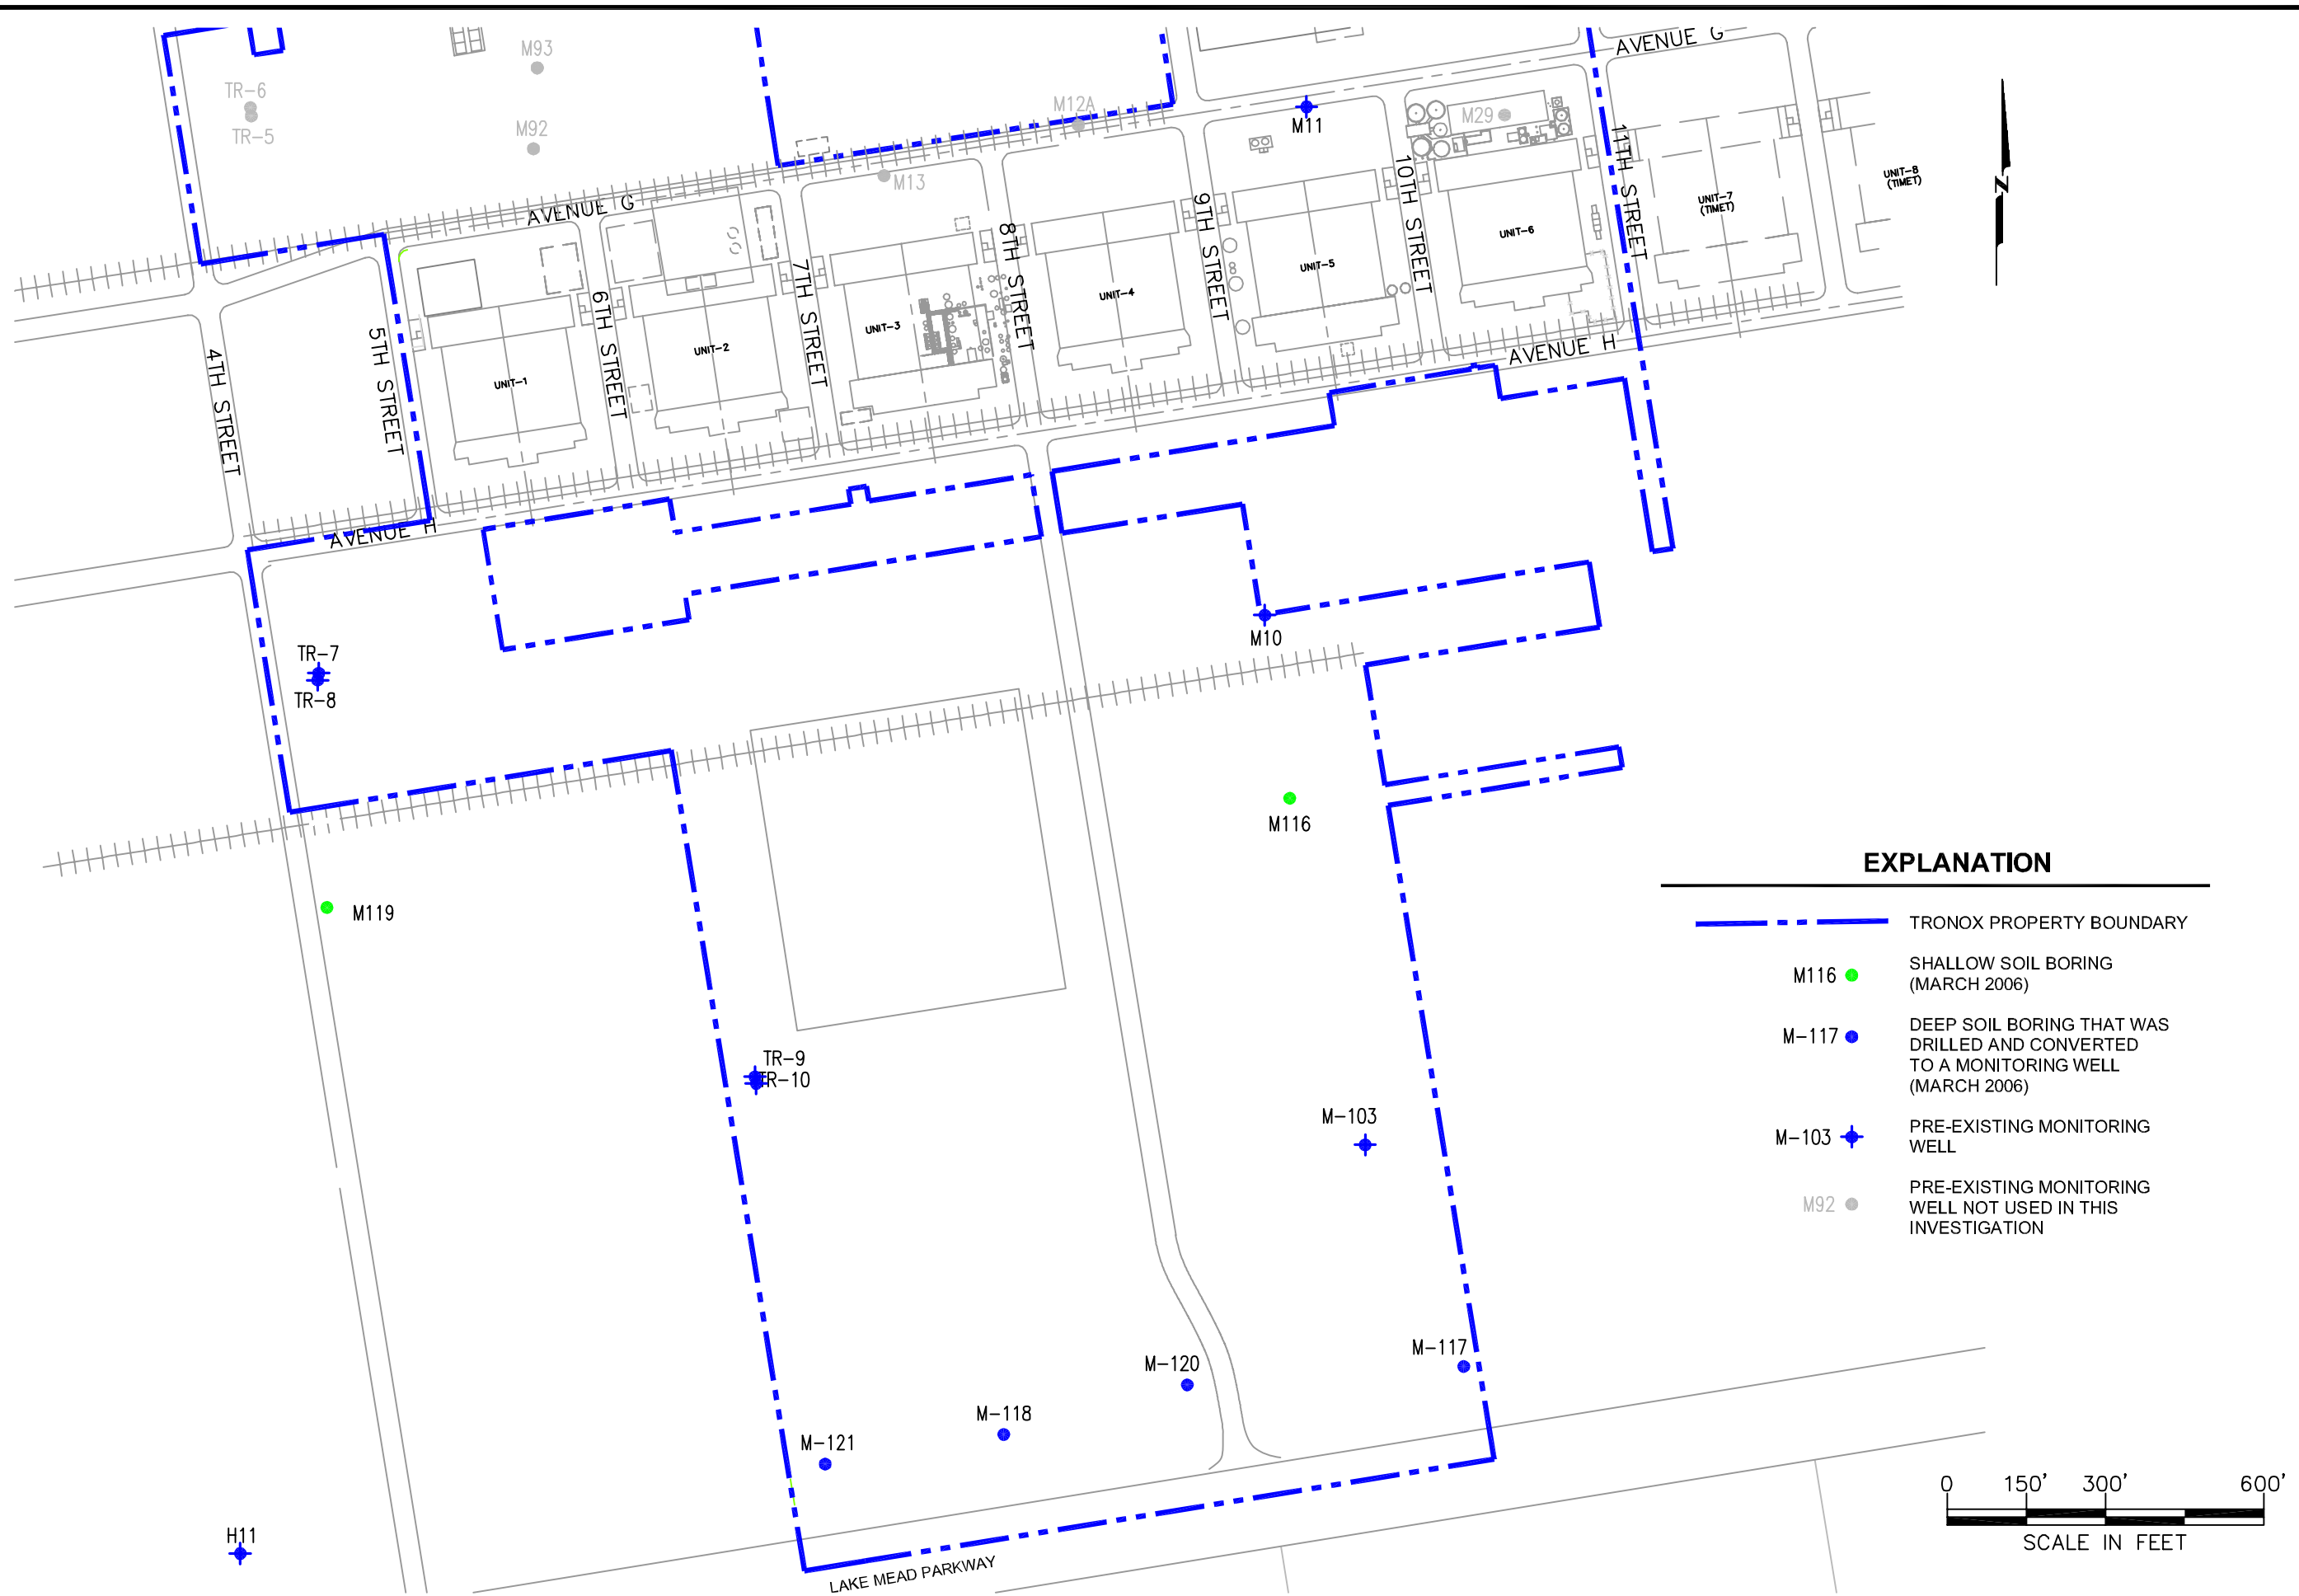 AVENUE G
M93
TR-6
TR-5
M92
M12A
M11
M29
M13
AVENUE G
11TH STREET
10TH STREET
9TH STREET
8TH STREET
7TH STREET
6TH STREET
5TH STREET
4TH STREET
UNIT-8
(TIMET)
UNIT-7
(TIMET)
UNIT-6
UNIT-5
UNIT-4
UNIT-3
UNIT-2
UNIT-1
N
AVENUE H
AVENUE H
M10
TR-7
TR-8
M116
M119
TR-9
TR-10
M-103
M-117
M-120
M-118
M-121
H11
LAKE MEAD PARKWAY
EXPLANATION
TRONOX PROPERTY BOUNDARY
M116
SHALLOW SOIL BORING
(MARCH 2006)
M-117
DEEP SOIL BORING THAT WAS
DRILLED AND CONVERTED
TO A MONITORING WELL
(MARCH 2006)
M-103
PRE-EXISTING MONITORING
WELL
M92
PRE-EXISTING MONITORING
WELL NOT USED IN THIS
INVESTIGATION
0 150' 300' 600'
SCALE IN FEET